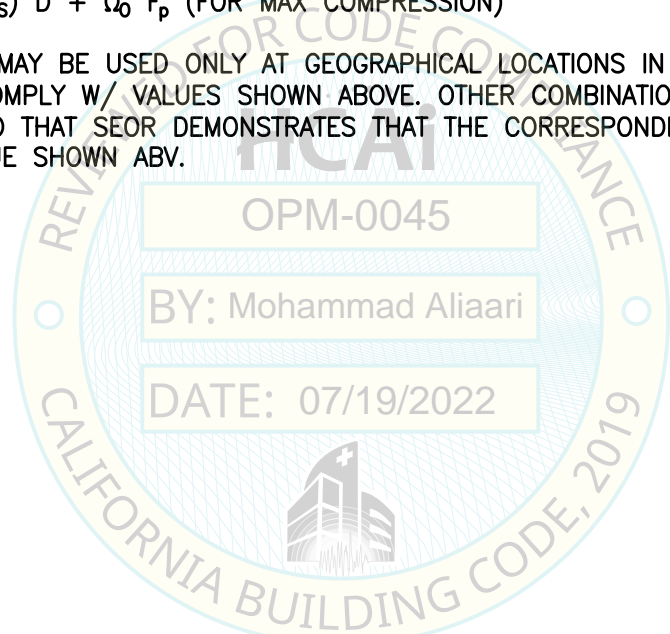 s) D + Ω0 Fp (FOR MAX COMPRESSION)
MAY BE USED ONLY AT GEOGRAPHICAL LOCATIONS IN
OMPLY W/ VALUES SHOWN ABOVE. OTHER COMBINATIO
D THAT SEOR DEMONSTRATES THAT THE CORRESPONDI
UE SHOWN ABV.
REVIEWED FOR CODE COMPLIANCE
HCAi
OPM-0045
BY: Mohammad Aliaari
DATE: 07/19/2022
CALIFORNIA BUILDING CODE, 2019